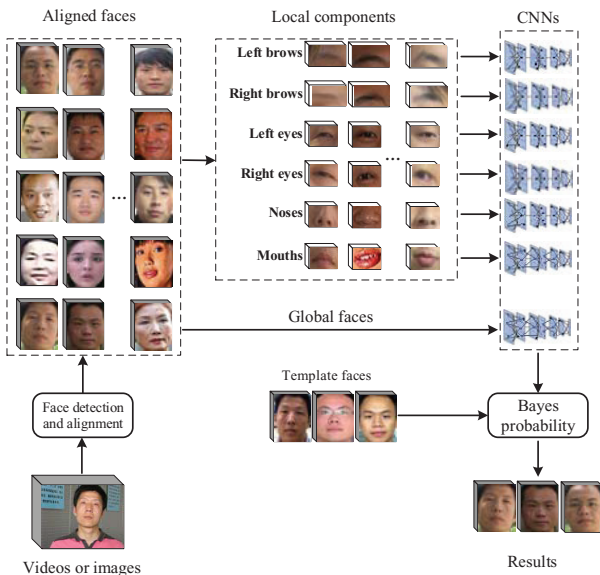 Aligned faces
Local components
CNNs
Left brows
Right brows
Left eyes
Right eyes
Noses
Mouths
...
...
Global faces
Template faces
Face detection
and alignment
Bayes
probability
Videos or images
Results